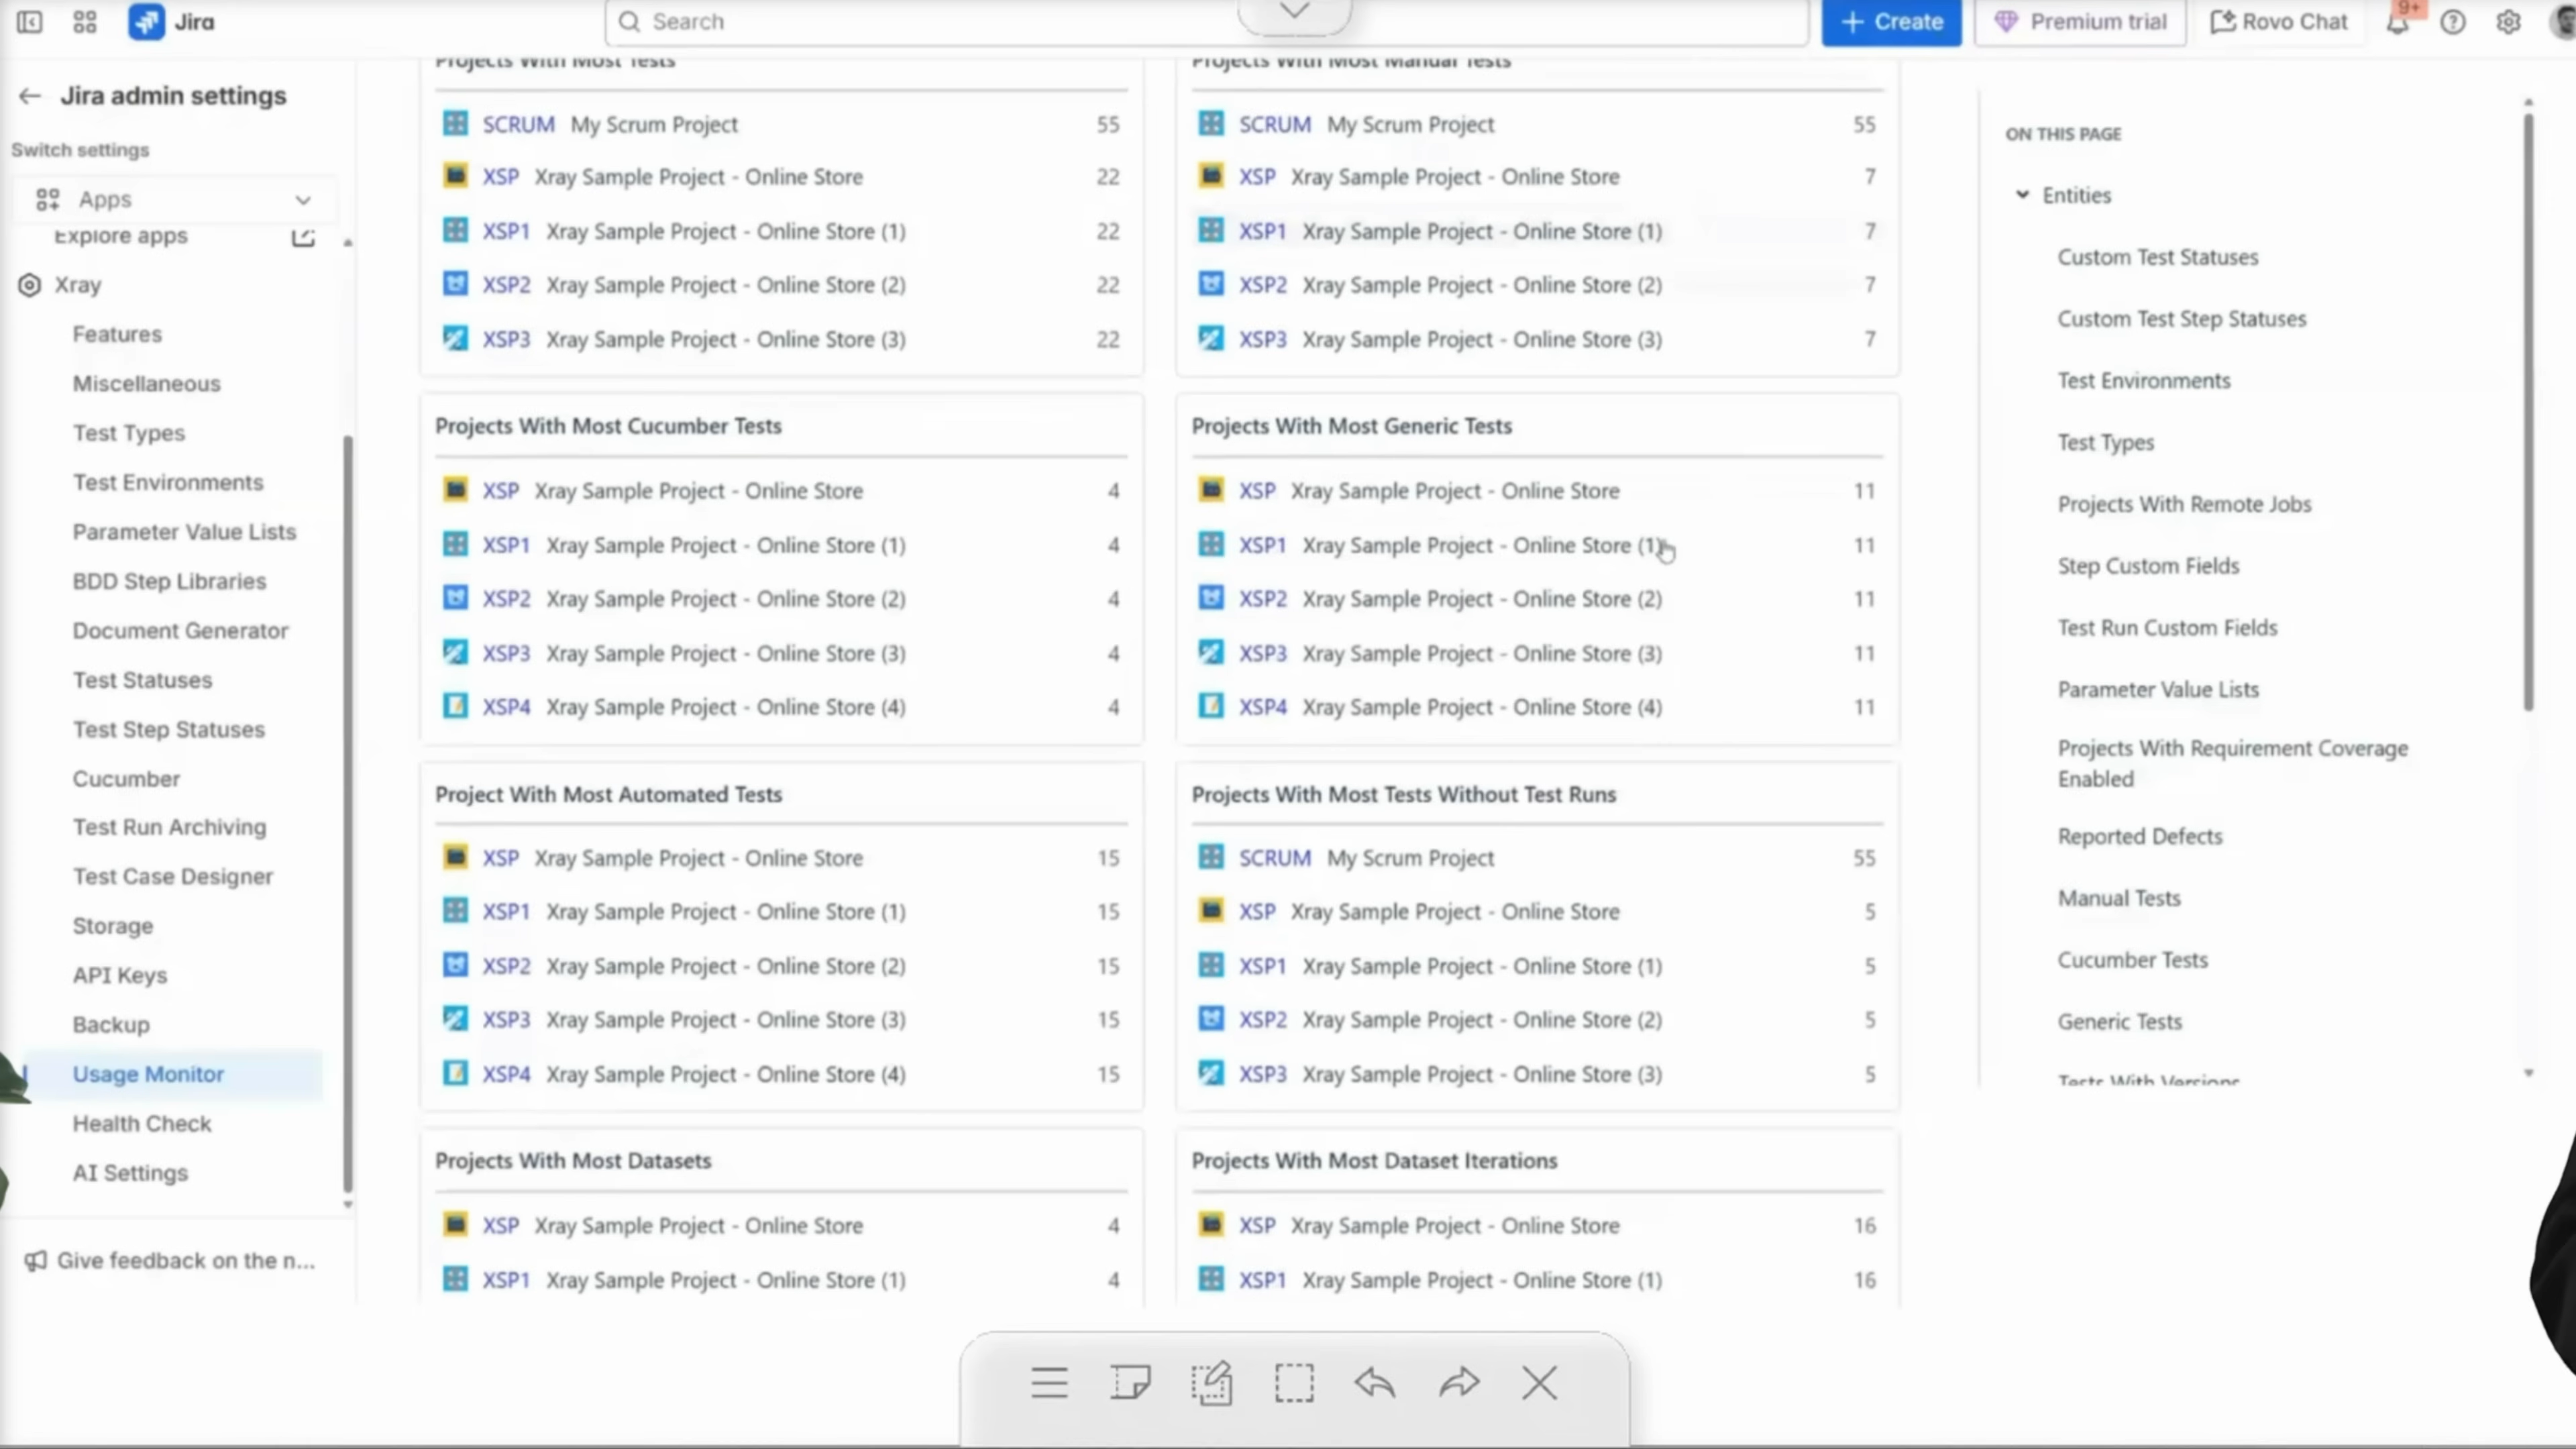 Jira
Search
Create
Premium trial
Rovo Chat
9+
Jira admin settings
Switch settings
Apps
Explore apps
Xray
Features
Miscellaneous
Test Types
Test Environments
Parameter Value Lists
BDD Step Libraries
Document Generator
Test Statuses
Test Step Statuses
Cucumber
Test Run Archiving
Test Case Designer
Storage
API Keys
Backup
Usage Monitor
Health Check
AI Settings
Give feedback on the n...
Projects With Most Tests
SCRUM My Scrum Project 55
XSP Xray Sample Project - Online Store 22
XSP1 Xray Sample Project - Online Store (1) 22
XSP2 Xray Sample Project - Online Store (2) 22
XSP3 Xray Sample Project - Online Store (3) 22
Projects With Most Manual Tests
SCRUM My Scrum Project 55
XSP Xray Sample Project - Online Store 7
XSP1 Xray Sample Project - Online Store (1) 7
XSP2 Xray Sample Project - Online Store (2) 7
XSP3 Xray Sample Project - Online Store (3) 7
Projects With Most Cucumber Tests
XSP Xray Sample Project - Online Store 4
XSP1 Xray Sample Project - Online Store (1) 4
XSP2 Xray Sample Project - Online Store (2) 4
XSP3 Xray Sample Project - Online Store (3) 4
XSP4 Xray Sample Project - Online Store (4) 4
Projects With Most Generic Tests
XSP Xray Sample Project - Online Store 11
XSP1 Xray Sample Project - Online Store (1) 11
XSP2 Xray Sample Project - Online Store (2) 11
XSP3 Xray Sample Project - Online Store (3) 11
XSP4 Xray Sample Project - Online Store (4) 11
Project With Most Automated Tests
XSP Xray Sample Project - Online Store 15
XSP1 Xray Sample Project - Online Store (1) 15
XSP2 Xray Sample Project - Online Store (2) 15
XSP3 Xray Sample Project - Online Store (3) 15
XSP4 Xray Sample Project - Online Store (4) 15
Projects With Most Tests Without Test Runs
SCRUM My Scrum Project 55
XSP Xray Sample Project - Online Store 5
XSP1 Xray Sample Project - Online Store (1) 5
XSP2 Xray Sample Project - Online Store (2) 5
XSP3 Xray Sample Project - Online Store (3) 5
Projects With Most Datasets
XSP Xray Sample Project - Online Store 4
XSP1 Xray Sample Project - Online Store (1) 4
Projects With Most Dataset Iterations
XSP Xray Sample Project - Online Store 16
XSP1 Xray Sample Project - Online Store (1) 16
ON THIS PAGE
Entities
Custom Test Statuses
Custom Test Step Statuses
Test Environments
Test Types
Projects With Remote Jobs
Step Custom Fields
Test Run Custom Fields
Parameter Value Lists
Projects With Requirement Coverage
Enabled
Reported Defects
Manual Tests
Cucumber Tests
Generic Tests
Tests With Versions